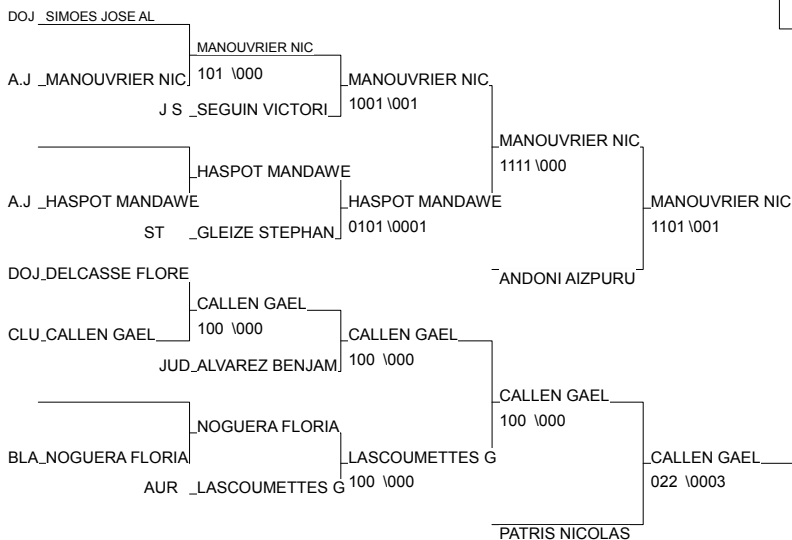 DOJ SIMOES JOSE AL
MANOUVRIER NIC
101 \000
A.J MANOUVRIER NIC
MANOUVRIER NIC
1001 \001
J S SEGUIN VICTORI
MANOUVRIER NIC
1111 \000
HASPOT MANDAWE
A.J HASPOT MANDAWE
HASPOT MANDAWE
0101 \0001
MANOUVRIER NIC
1101 \001
ST GLEIZE STEPHAN
DOJ DELCASSE FLORE
ANDONI AIZPURU
CALLEN GAEL
100 \000
CLU CALLEN GAEL
CALLEN GAEL
100 \000
JUD ALVAREZ BENJAM
CALLEN GAEL
100 \000
NOGUERA FLORIA
BLA NOGUERA FLORIA
LASCOUMETTES G
100 \000
CALLEN GAEL
022 \0003
AUR LASCOUMETTES G
PATRIS NICOLAS